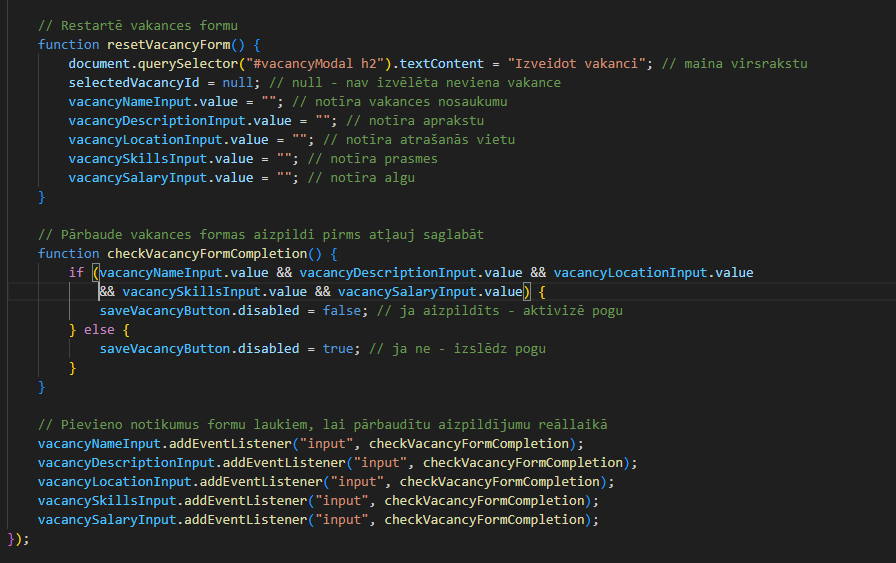 // Restartē vakances formu
function resetVacancyForm() {
document.querySelector("#vacancyModal h2").textContent = "Izveidot vakanci"; // maina virsrakstu
selectedVacancyId = null; // null - nav izvēlēta neviena vakance
vacancyNameInput.value = ""; // notīra vakances nosaukumu
vacancyDescriptionInput.value = ""; // notīra aprakstu
vacancyLocationInput.value = ""; // notīra atrašanās vietu
vacancySkillsInput.value = ""; // notīra prasmes
vacancySalaryInput.value = ""; // notīra algu
}
// Pārbaude vakances formas aizpildi pirms atļauj saglabāt
function checkVacancyFormCompletion() {
if (vacancyNameInput.value && vacancyDescriptionInput.value && vacancyLocationInput.value
&& vacancySkillsInput.value && vacancySalaryInput.value) {
saveVacancyButton.disabled = false; // ja aizpildīts - aktivizē pogu
} else {
saveVacancyButton.disabled = true; // ja ne - izslēdz pogu
}
}
// Pievieno notikumus formu laukiem, lai pārbaudītu aizpildījumu reāllaikā
vacancyNameInput.addEventListener("input", checkVacancyFormCompletion);
vacancyDescriptionInput.addEventListener("input", checkVacancyFormCompletion);
vacancyLocationInput.addEventListener("input", checkVacancyFormCompletion);
vacancySkillsInput.addEventListener("input", checkVacancyFormCompletion);
vacancySalaryInput.addEventListener("input", checkVacancyFormCompletion);
});